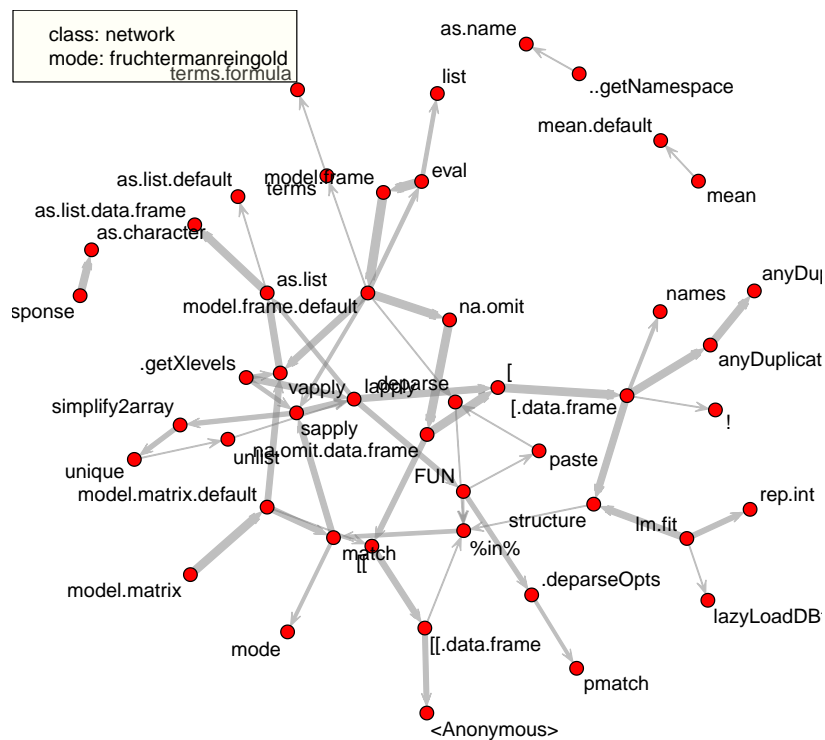 class: network
mode: fruchtermanreingold
as.name
terms.formula
list
..getNamespace
mean.default
eval
model.frame
as.list.default
terms
mean
as.list.data.frame
as.character
as.list
anyDup
sponse
model.frame.default
na.omit
names
.getXlevels
anyDuplicat
[
vapply
lapply
deparse
simplify2array
[.data.frame
!
sapply
unique
unlist
na.omit.data.frame
paste
FUN
model.matrix.default
rep.int
structure
lm.fit
match
%in%
[[
model.matrix
.deparseOpts
lazyLoadDB
mode
[[.data.frame
pmatch
<Anonymous>